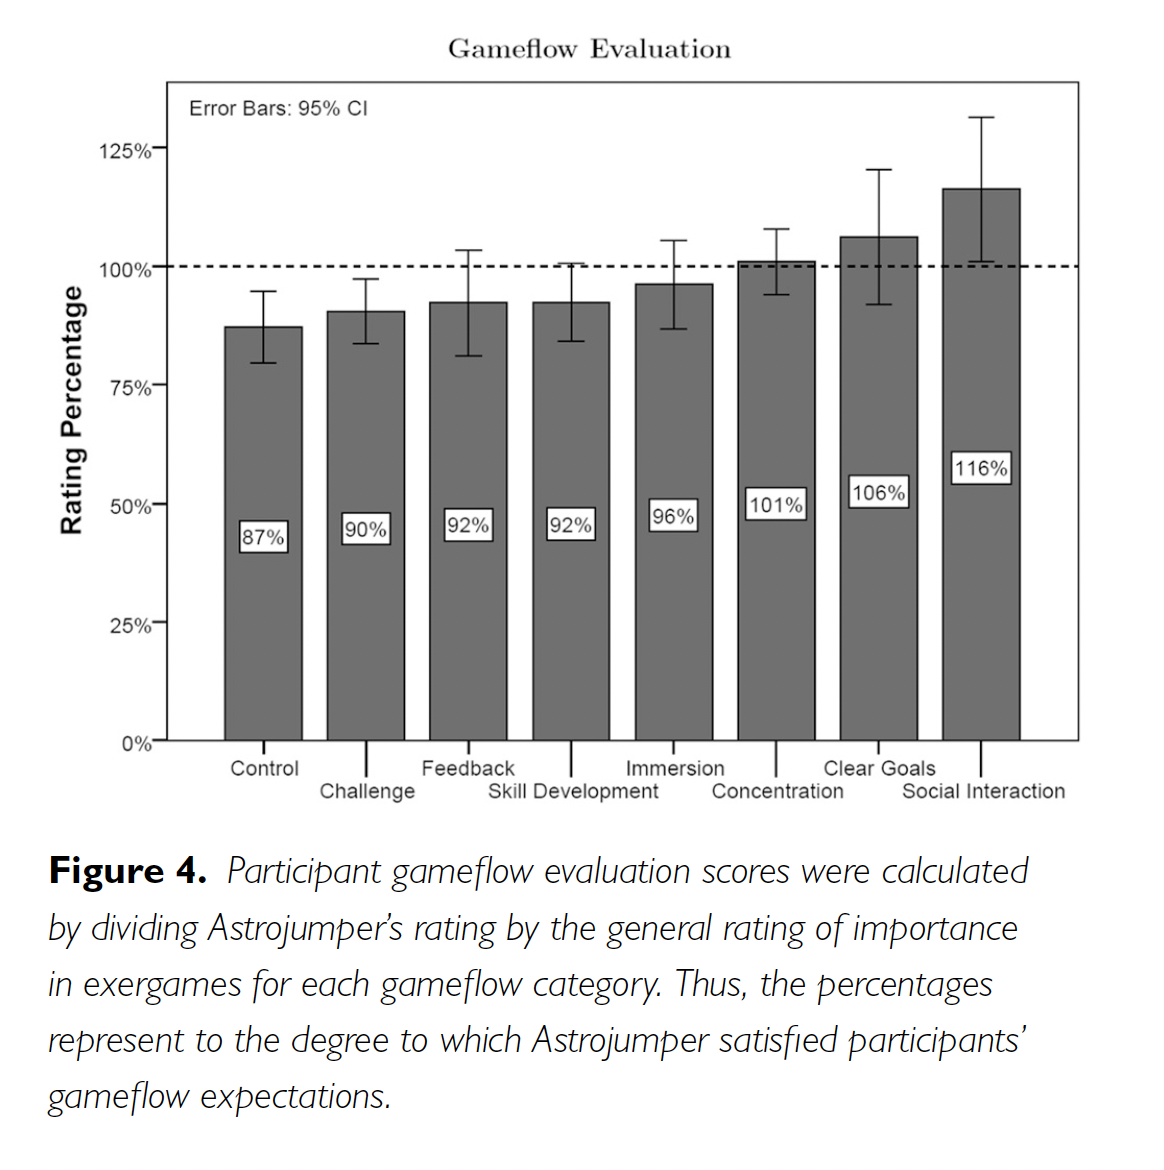 Gameflow Evaluation
Error Bars: 95% CI
125%
100%
75%
50%
25%
0%
Rating Percentage
87%
90%
92%
92%
96%
101%
106%
116%
Control
Challenge
Feedback
Skill Development
Immersion
Concentration
Clear Goals
Social Interaction
Figure 4. Participant gameflow evaluation scores were calculated
by dividing Astrojumper’s rating by the general rating of importance
in exergames for each gameflow category. Thus, the percentages
represent to the degree to which Astrojumper satisfied participants’
gameflow expectations.